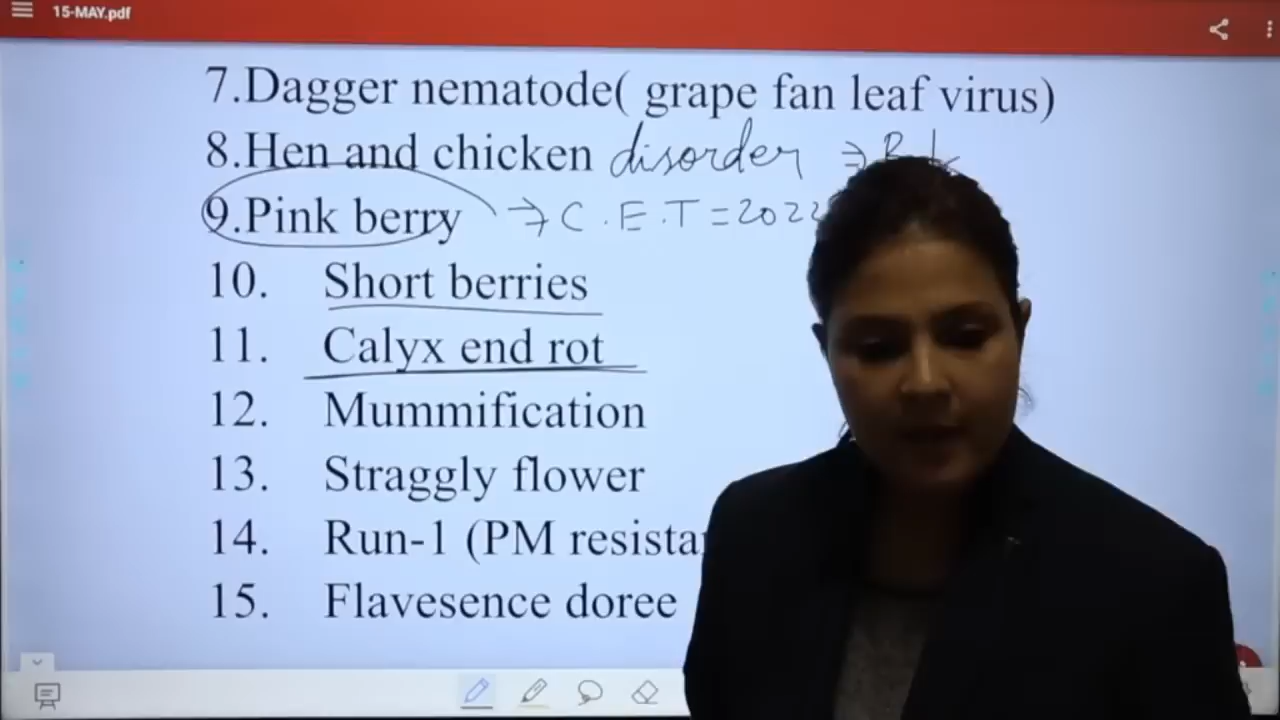 15-MAY.pdf
7.Dagger nematode( grape fan leaf virus)
8.Hen and chicken disorder ⇒ B
9.Pink berry → C.E.T = 2022
10. Short berries
11. Calyx end rot
12. Mummification
13. Straggly flower
14. Run-1 (PM resista
15. Flavesence doree